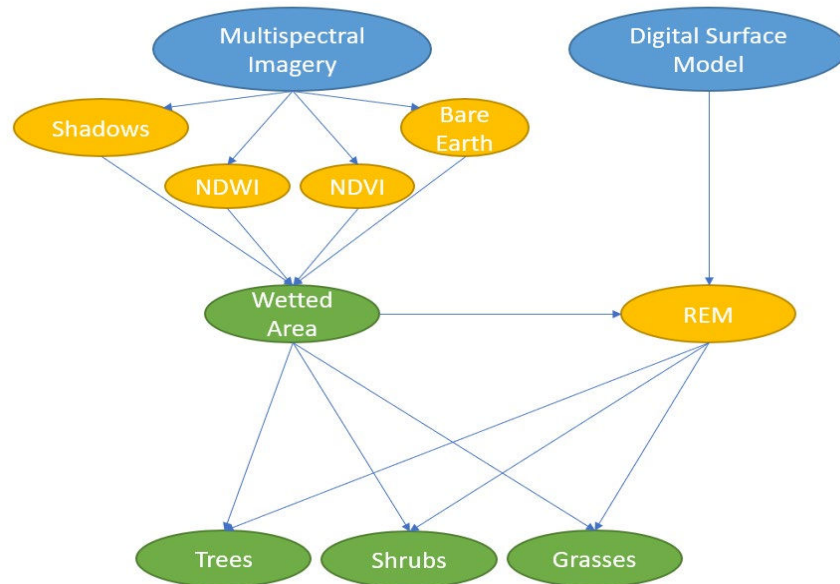 Multispectral
Imagery
Digital Surface
Model
Shadows
Bare
Earth
NDWI
NDVI
Wetted
Area
REM
Trees
Shrubs
Grasses